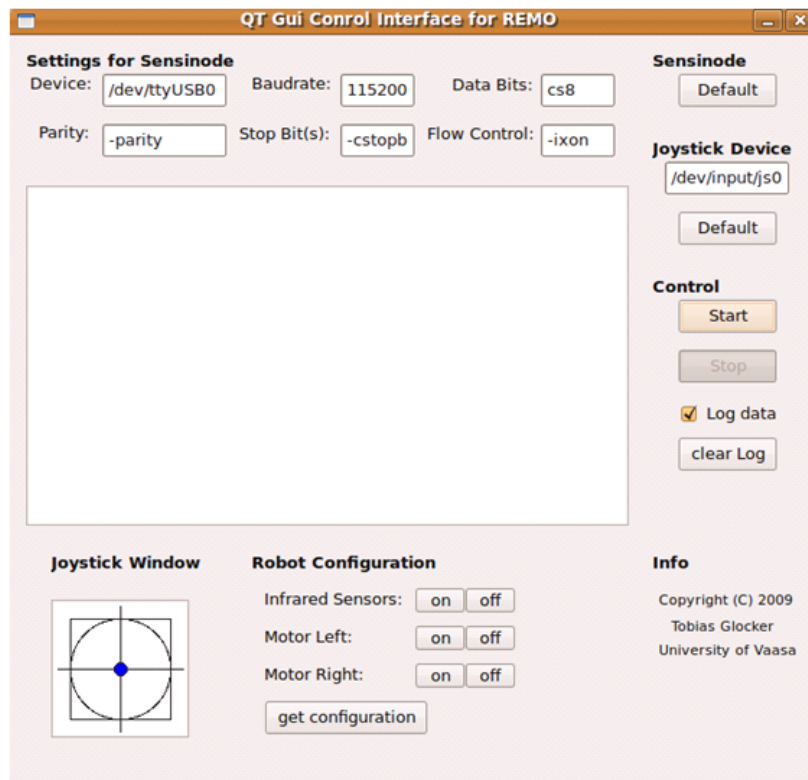 QT Gui Conrol Interface for REMO
Settings for Sensinode
Device: /dev/ttyUSB0 Baudrate: 115200 Data Bits: cs8
Parity: -parity Stop Bit(s): -cstopb Flow Control: -ixon
Sensinode
Default
Joystick Device
/dev/input/js0
Default
Control
Start
Stop
Log data
clear Log
Joystick Window
Robot Configuration
Infrared Sensors: on off
Motor Left: on off
Motor Right: on off
get configuration
Info
Copyright (C) 2009
Tobias Glocker
University of Vaasa